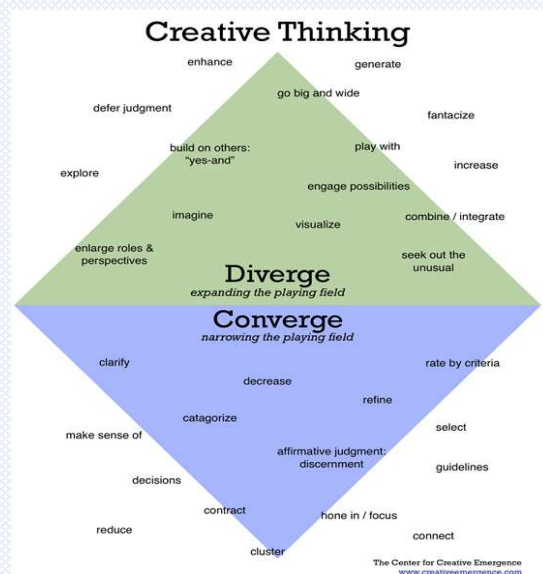 Creative Thinking
enhance
generate
go big and wide
defer judgment
fantacize
build on others:
"yes-and"
play with
increase
explore
engage possibilities
imagine
combine / integrate
visualize
enlarge roles &
perspectives
seek out the
unusual
Diverge
expanding the playing field
Converge
narrowing the playing field
clarify
rate by criteria
decrease
refine
catagorize
select
make sense of
affirmative judgment:
discernment
guidelines
decisions
contract
hone in / focus
reduce
connect
cluster
The Center for Creative Emergence
www.creativeemergence.com